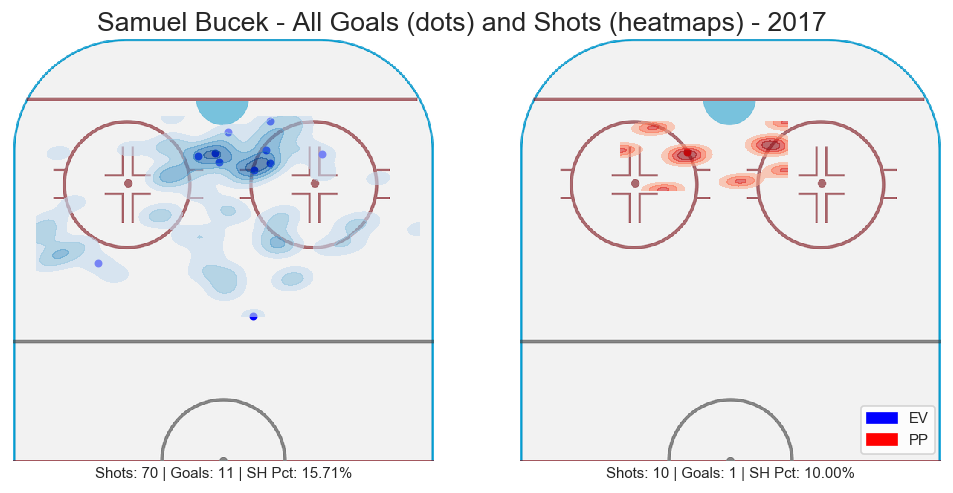 Samuel Bucek - All Goals (dots) and Shots (heatmaps) - 2017
EV
PP
Shots: 70 | Goals: 11 | SH Pct: 15.71%
Shots: 10 | Goals: 1 | SH Pct: 10.00%